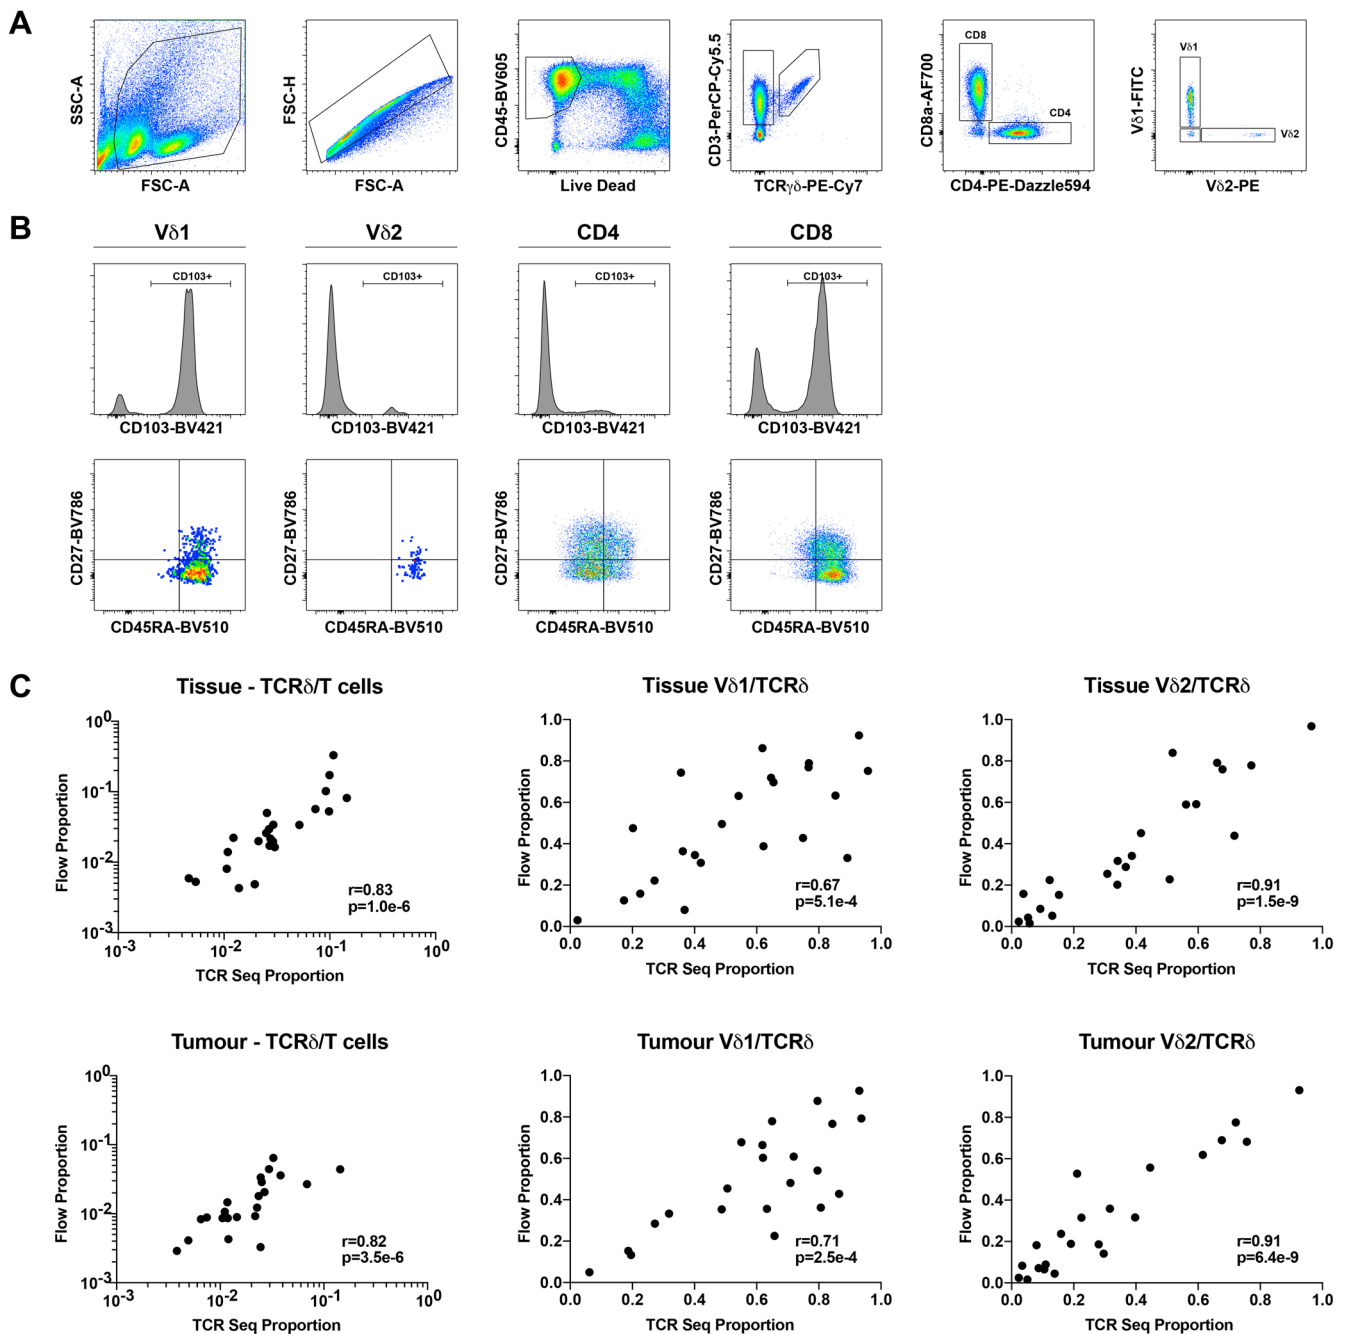 A
SSC-A
FSC-A
FSC-H
FSC-A
CD45-BV605
Live Dead
CD3-PerCP-Cy5.5
TCRγδ-PE-Cy7
CD8a-AF700
CD8
CD4
CD4-PE-Dazzle594
Vδ1-FITC
Vδ1
Vδ2
Vδ2-PE
B
Vδ1
Vδ2
CD4
CD8
CD103+
CD103+
CD103+
CD103+
CD103-BV421
CD103-BV421
CD103-BV421
CD103-BV421
CD27-BV786
CD27-BV786
CD27-BV786
CD27-BV786
CD45RA-BV510
CD45RA-BV510
CD45RA-BV510
CD45RA-BV510
C
Tissue - TCRδ/T cells
Flow Proportion
10⁰
10⁻¹
10⁻²
10⁻³
r=0.83
p=1.0e-6
10⁻³ 10⁻² 10⁻¹ 10⁰
TCR Seq Proportion
Tissue Vδ1/TCRδ
Flow Proportion
1.0
0.8
0.6
0.4
0.2
0.0
r=0.67
p=5.1e-4
0.0 0.2 0.4 0.6 0.8 1.0
TCR Seq Proportion
Tissue Vδ2/TCRδ
Flow Proportion
1.0
0.8
0.6
0.4
0.2
0.0
r=0.91
p=1.5e-9
0.0 0.2 0.4 0.6 0.8 1.0
TCR Seq Proportion
Tumour - TCRδ/T cells
Flow Proportion
10⁰
10⁻¹
10⁻²
10⁻³
r=0.82
p=3.5e-6
10⁻³ 10⁻² 10⁻¹ 10⁰
TCR Seq Proportion
Tumour Vδ1/TCRδ
Flow Proportion
1.0
0.8
0.6
0.4
0.2
0.0
r=0.71
p=2.5e-4
0.0 0.2 0.4 0.6 0.8 1.0
TCR Seq Proportion
Tumour Vδ2/TCRδ
Flow Proportion
1.0
0.8
0.6
0.4
0.2
0.0
r=0.91
p=6.4e-9
0.0 0.2 0.4 0.6 0.8 1.0
TCR Seq Proportion